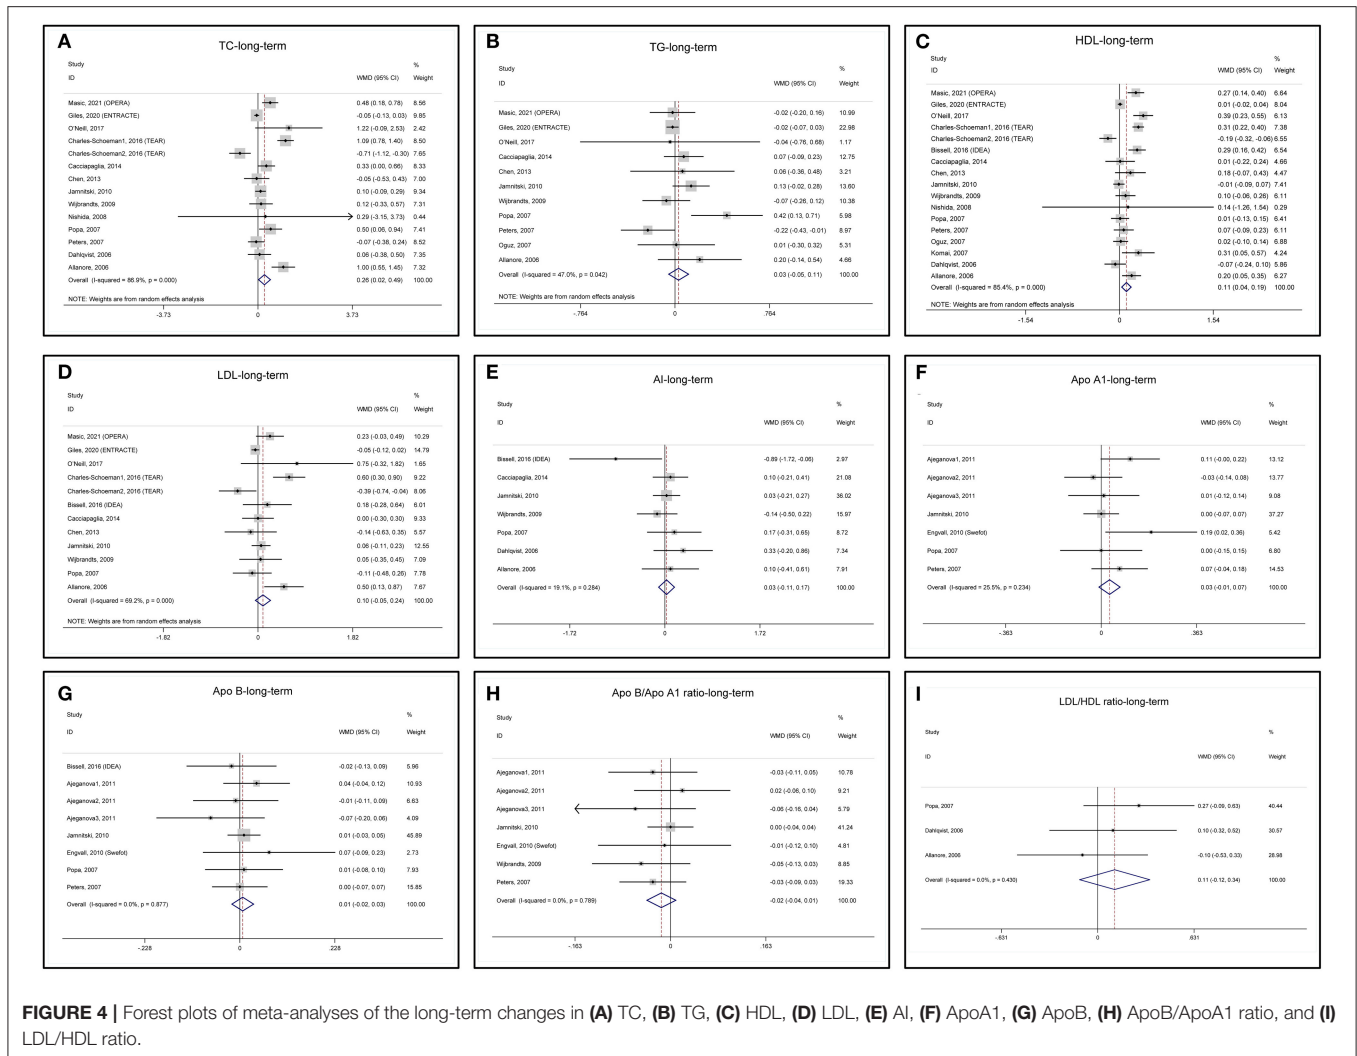 A
TC-long-term
Study %
ID WMD (95% CI) Weight
Masic, 2021 (OPERA) 0.48 (0.18, 0.78) 8.56
Giles, 2020 (ENTRACTE) -0.05 (-0.13, 0.03) 9.85
O'Neill, 2017 1.22 (-0.09, 2.53) 2.42
Charles-Schoeman1, 2016 (TEAR) 1.09 (0.78, 1.40) 8.50
Charles-Schoeman2, 2016 (TEAR) -0.71 (-1.12, -0.30) 7.65
Cacciapaglia, 2014 0.33 (0.00, 0.66) 8.33
Chen, 2013 -0.05 (-0.53, 0.43) 7.00
Jamnitski, 2010 0.10 (-0.09, 0.29) 9.34
Wijbrandts, 2009 0.12 (-0.33, 0.57) 7.31
Nishida, 2008 0.29 (-3.15, 3.73) 0.44
Popa, 2007 0.50 (0.06, 0.94) 7.41
Peters, 2007 -0.07 (-0.38, 0.24) 8.52
Dahlqvist, 2006 0.06 (-0.38, 0.50) 7.35
Allanore, 2006 1.00 (0.55, 1.45) 7.32
Overall (I-squared = 86.9%, p = 0.000) 0.26 (0.02, 0.49) 100.00
NOTE: Weights are from random effects analysis
-3.73 0 3.73
B
TG-long-term
Study %
ID WMD (95% CI) Weight
Masic, 2021 (OPERA) -0.02 (-0.20, 0.16) 10.99
Giles, 2020 (ENTRACTE) -0.02 (-0.07, 0.03) 22.98
O'Neill, 2017 -0.04 (-0.76, 0.68) 1.17
Cacciapaglia, 2014 0.07 (-0.09, 0.23) 12.75
Chen, 2013 0.06 (-0.36, 0.48) 3.21
Jamnitski, 2010 0.13 (-0.02, 0.28) 13.60
Wijbrandts, 2009 -0.07 (-0.26, 0.12) 10.38
Popa, 2007 0.42 (0.13, 0.71) 5.98
Peters, 2007 -0.22 (-0.43, -0.01) 8.97
Oguz, 2007 0.01 (-0.30, 0.32) 5.31
Allanore, 2006 0.20 (-0.14, 0.54) 4.66
Overall (I-squared = 47.0%, p = 0.042) 0.03 (-0.05, 0.11) 100.00
NOTE: Weights are from random effects analysis
-.764 0 .764
C
HDL-long-term
Study %
ID WMD (95% CI) Weight
Masic, 2021 (OPERA) 0.27 (0.14, 0.40) 6.64
Giles, 2020 (ENTRACTE) 0.01 (-0.02, 0.04) 8.04
O'Neill, 2017 0.39 (0.23, 0.55) 6.13
Charles-Schoeman1, 2016 (TEAR) 0.31 (0.22, 0.40) 7.38
Charles-Schoeman2, 2016 (TEAR) -0.19 (-0.32, -0.06) 6.55
Bissell, 2016 (IDEA) 0.29 (0.16, 0.42) 6.54
Cacciapaglia, 2014 0.01 (-0.22, 0.24) 4.66
Chen, 2013 0.18 (-0.07, 0.43) 4.47
Jamnitski, 2010 -0.01 (-0.09, 0.07) 7.41
Wijbrandts, 2009 0.10 (-0.06, 0.26) 6.11
Nishida, 2008 0.14 (-1.26, 1.54) 0.29
Popa, 2007 0.01 (-0.13, 0.15) 6.41
Peters, 2007 0.07 (-0.09, 0.23) 6.11
Oguz, 2007 0.02 (-0.10, 0.14) 6.88
Komai, 2007 0.31 (0.05, 0.57) 4.24
Dahlqvist, 2006 -0.07 (-0.24, 0.10) 5.86
Allanore, 2006 0.20 (0.05, 0.35) 6.27
Overall (I-squared = 85.4%, p = 0.000) 0.11 (0.04, 0.19) 100.00
NOTE: Weights are from random effects analysis
-1.54 0 1.54
D
LDL-long-term
Study %
ID WMD (95% CI) Weight
Masic, 2021 (OPERA) 0.23 (-0.03, 0.49) 10.29
Giles, 2020 (ENTRACTE) -0.05 (-0.12, 0.02) 14.79
O'Neill, 2017 0.75 (-0.32, 1.82) 1.65
Charles-Schoeman1, 2016 (TEAR) 0.60 (0.30, 0.90) 9.22
Charles-Schoeman2, 2016 (TEAR) -0.39 (-0.74, -0.04) 8.06
Bissell, 2016 (IDEA) 0.18 (-0.28, 0.64) 6.01
Cacciapaglia, 2014 0.00 (-0.30, 0.30) 9.33
Chen, 2013 -0.14 (-0.63, 0.35) 5.57
Jamnitski, 2010 0.06 (-0.11, 0.23) 12.55
Wijbrandts, 2009 0.05 (-0.35, 0.45) 7.09
Popa, 2007 -0.11 (-0.48, 0.26) 7.78
Allanore, 2006 0.50 (0.13, 0.87) 7.67
Overall (I-squared = 69.2%, p = 0.000) 0.10 (-0.05, 0.24) 100.00
NOTE: Weights are from random effects analysis
-1.82 0 1.82
E
AI-long-term
Study %
ID WMD (95% CI) Weight
Bissell, 2016 (IDEA) -0.89 (-1.72, -0.06) 2.97
Cacciapaglia, 2014 0.10 (-0.21, 0.41) 21.08
Jamnitski, 2010 0.03 (-0.21, 0.27) 36.02
Wijbrandts, 2009 -0.14 (-0.50, 0.22) 15.97
Popa, 2007 0.17 (-0.31, 0.65) 8.72
Dahlqvist, 2006 0.33 (-0.20, 0.86) 7.34
Allanore, 2006 0.10 (-0.41, 0.61) 7.91
Overall (I-squared = 19.1%, p = 0.284) 0.03 (-0.11, 0.17) 100.00
-1.72 0 1.72
F
Apo A1-long-term
Study %
ID WMD (95% CI) Weight
Ajeganova1, 2011 0.11 (-0.00, 0.22) 13.12
Ajeganova2, 2011 -0.03 (-0.14, 0.08) 13.77
Ajeganova3, 2011 0.01 (-0.12, 0.14) 9.08
Jamnitski, 2010 0.00 (-0.07, 0.07) 37.27
Engvall, 2010 (Swefot) 0.19 (0.02, 0.36) 5.42
Popa, 2007 0.00 (-0.15, 0.15) 6.80
Peters, 2007 0.07 (-0.04, 0.18) 14.53
Overall (I-squared = 25.5%, p = 0.234) 0.03 (-0.01, 0.07) 100.00
-.363 0 .363
G
Apo B-long-term
Study %
ID WMD (95% CI) Weight
Bissell, 2016 (IDEA) -0.02 (-0.13, 0.09) 5.96
Ajeganova1, 2011 0.04 (-0.04, 0.12) 10.93
Ajeganova2, 2011 -0.01 (-0.11, 0.09) 6.63
Ajeganova3, 2011 -0.07 (-0.20, 0.06) 4.09
Jamnitski, 2010 0.01 (-0.03, 0.05) 45.89
Engvall, 2010 (Swefot) 0.07 (-0.09, 0.23) 2.73
Popa, 2007 0.01 (-0.08, 0.10) 7.93
Peters, 2007 0.00 (-0.07, 0.07) 15.85
Overall (I-squared = 0.0%, p = 0.877) 0.01 (-0.02, 0.03) 100.00
-.228 0 .228
H
Apo B/Apo A1 ratio-long-term
Study %
ID WMD (95% CI) Weight
Ajeganova1, 2011 -0.03 (-0.11, 0.05) 10.78
Ajeganova2, 2011 0.02 (-0.06, 0.10) 9.21
Ajeganova3, 2011 -0.06 (-0.16, 0.04) 5.79
Jamnitski, 2010 0.00 (-0.04, 0.04) 41.24
Engvall, 2010 (Swefot) -0.01 (-0.12, 0.10) 4.81
Wijbrandts, 2009 -0.05 (-0.13, 0.03) 8.85
Peters, 2007 -0.03 (-0.09, 0.03) 19.33
Overall (I-squared = 0.0%, p = 0.789) -0.02 (-0.04, 0.01) 100.00
-.163 0 .163
I
LDL/HDL ratio-long-term
Study %
ID WMD (95% CI) Weight
Popa, 2007 0.27 (-0.09, 0.63) 40.44
Dahlqvist, 2006 0.10 (-0.32, 0.52) 30.57
Allanore, 2006 -0.10 (-0.53, 0.33) 28.98
Overall (I-squared = 0.0%, p = 0.430) 0.11 (-0.12, 0.34) 100.00
-.631 0 .631
FIGURE 4 | Forest plots of meta-analyses of the long-term changes in (A) TC, (B) TG, (C) HDL, (D) LDL, (E) AI, (F) ApoA1, (G) ApoB, (H) ApoB/ApoA1 ratio, and (I)
LDL/HDL ratio.